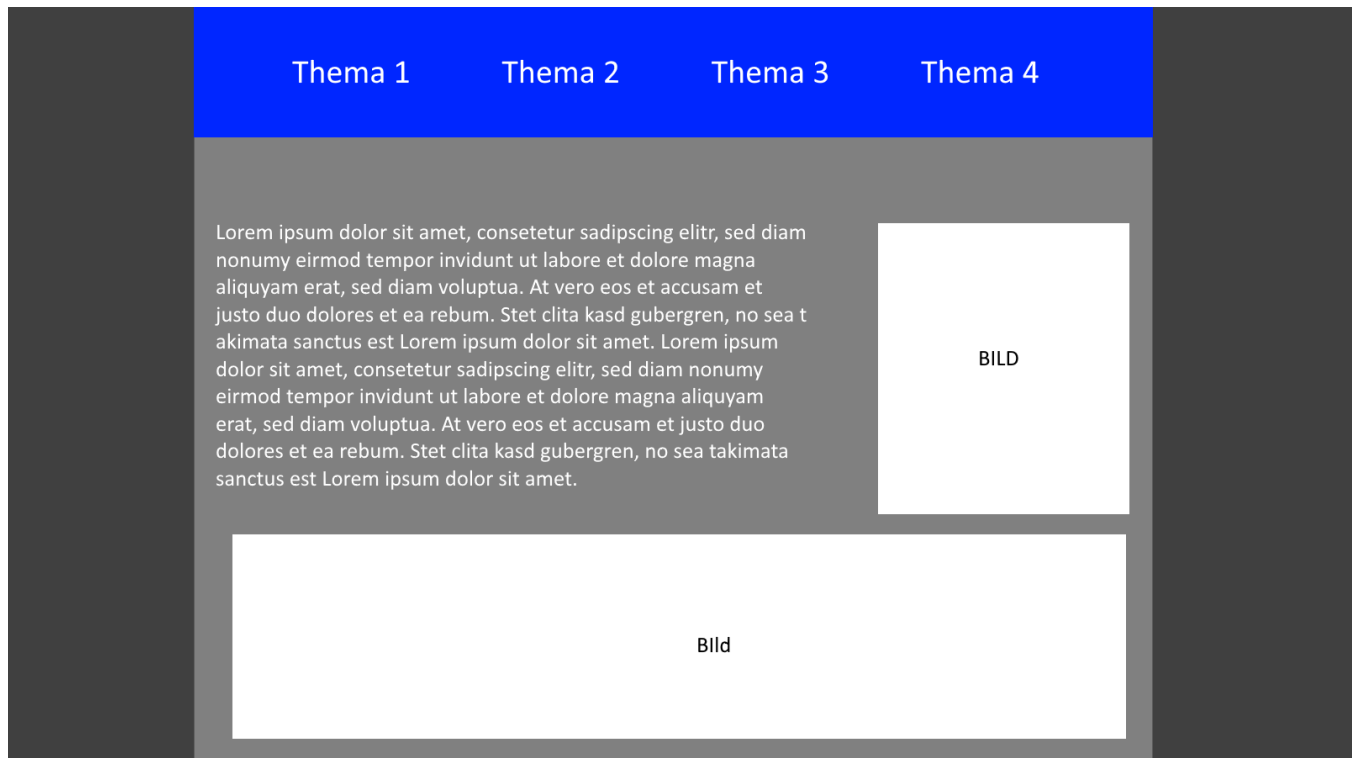 Thema 1 Thema 2 Thema 3 Thema 4
Lorem ipsum dolor sit amet, consetetur sadipscing elitr, sed diam
nonumy eirmod tempor invidunt ut labore et dolore magna
aliquyam erat, sed diam voluptua. At vero eos et accusam et
justo duo dolores et ea rebum. Stet clita kasd gubergren, no sea t
akimata sanctus est Lorem ipsum dolor sit amet. Lorem ipsum
dolor sit amet, consetetur sadipscing elitr, sed diam nonumy
eirmod tempor invidunt ut labore et dolore magna aliquyam
erat, sed diam voluptua. At vero eos et accusam et justo duo
dolores et ea rebum. Stet clita kasd gubergren, no sea takimata
sanctus est Lorem ipsum dolor sit amet.
BILD
BIld